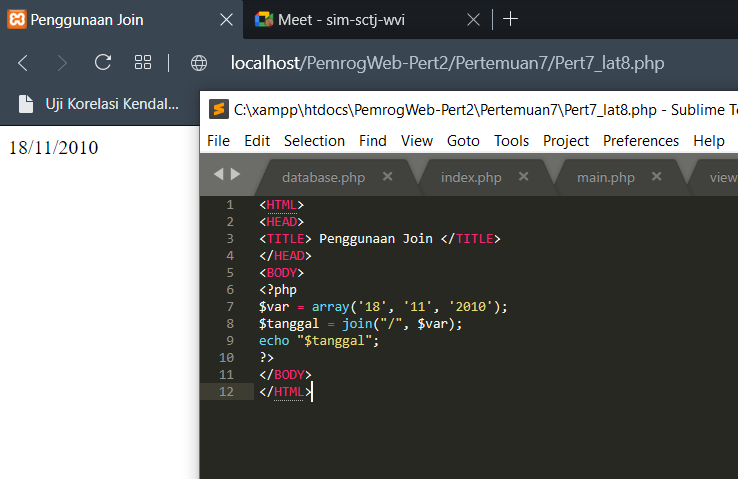 Penggunaan Join
Meet - sim-sctj-wvi
localhost/PemrogWeb-Pert2/Pertemuan7/Pert7_lat8.php
Uji Korelasi Kendal...
18/11/2010
C:\xampp\htdocs\PemrogWeb-Pert2\Pertemuan7\Pert7_lat8.php - Sublime Te
File Edit Selection Find View Goto Tools Project Preferences Help
database.php index.php main.php view
1 <HTML>
2 <HEAD>
3 <TITLE> Penggunaan Join </TITLE>
4 </HEAD>
5 <BODY>
6 <?php
7 $var = array('18', '11', '2010');
8 $tanggal = join("/", $var);
9 echo "$tanggal";
10 ?>
11 </BODY>
12 </HTML>